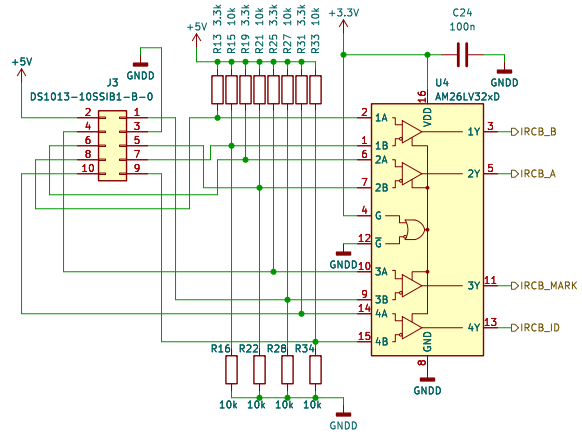 R13 3.3k
R15 10k
R19 3.3k
R21 10k
R25 3.3k
R27 10k
R31 3.3k
R33 10k
+5V
+3.3V
C24
100n
GNDD
+5V
GNDD
J3
DS1013-10SSIB1-B-0
2
1
4
3
6
5
8
7
10
9
U4
AM26LV32xD
16
VDD
2
1A
1Y
3
IRCB_B
1
1B
6
2A
2Y
5
IRCB_A
7
2B
4
G
12
G
GNDD
10
3A
3Y
11
IRCB_MARK
9
3B
14
4A
4Y
13
IRCB_ID
15
4B
GND
8
GNDD
R16
R22
R28
R34
10k
10k
10k
10k
GNDD